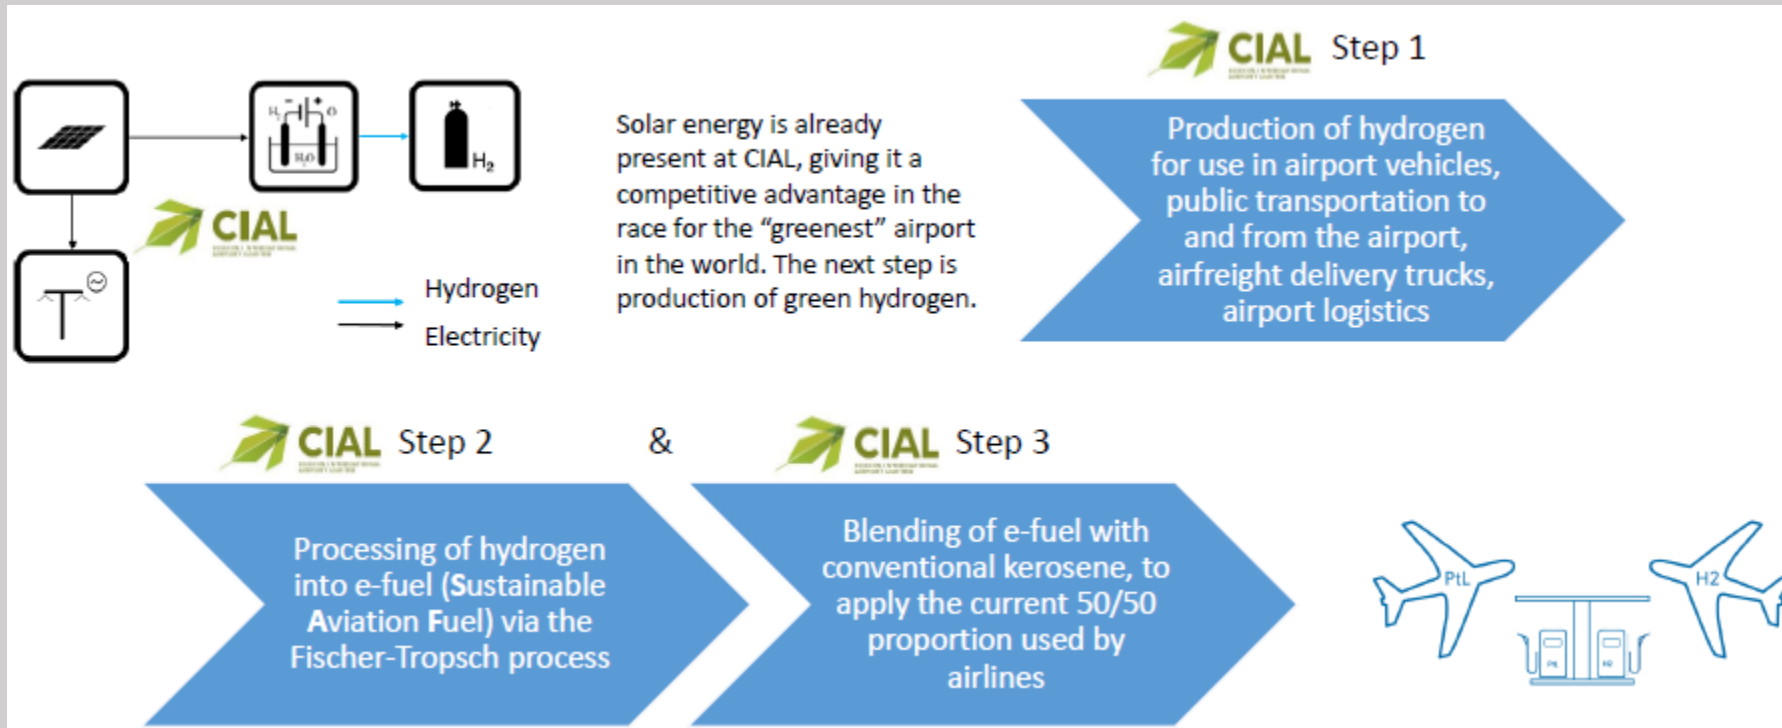 CIAL Step 1
H₂ - + O
H₂O
H₂
CIAL
Hydrogen
Electricity
Solar energy is already
present at CIAL, giving it a
competitive advantage in the
race for the “greenest” airport
in the world. The next step is
production of green hydrogen.
Production of hydrogen
for use in airport vehicles,
public transportation to
and from the airport,
airfreight delivery trucks,
airport logistics
CIAL Step 2 & CIAL Step 3
Processing of hydrogen
into e-fuel (Sustainable
Aviation Fuel) via the
Fischer-Tropsch process
Blending of e-fuel with
conventional kerosene, to
apply the current 50/50
proportion used by
airlines
PtL
H2
PtL
H2